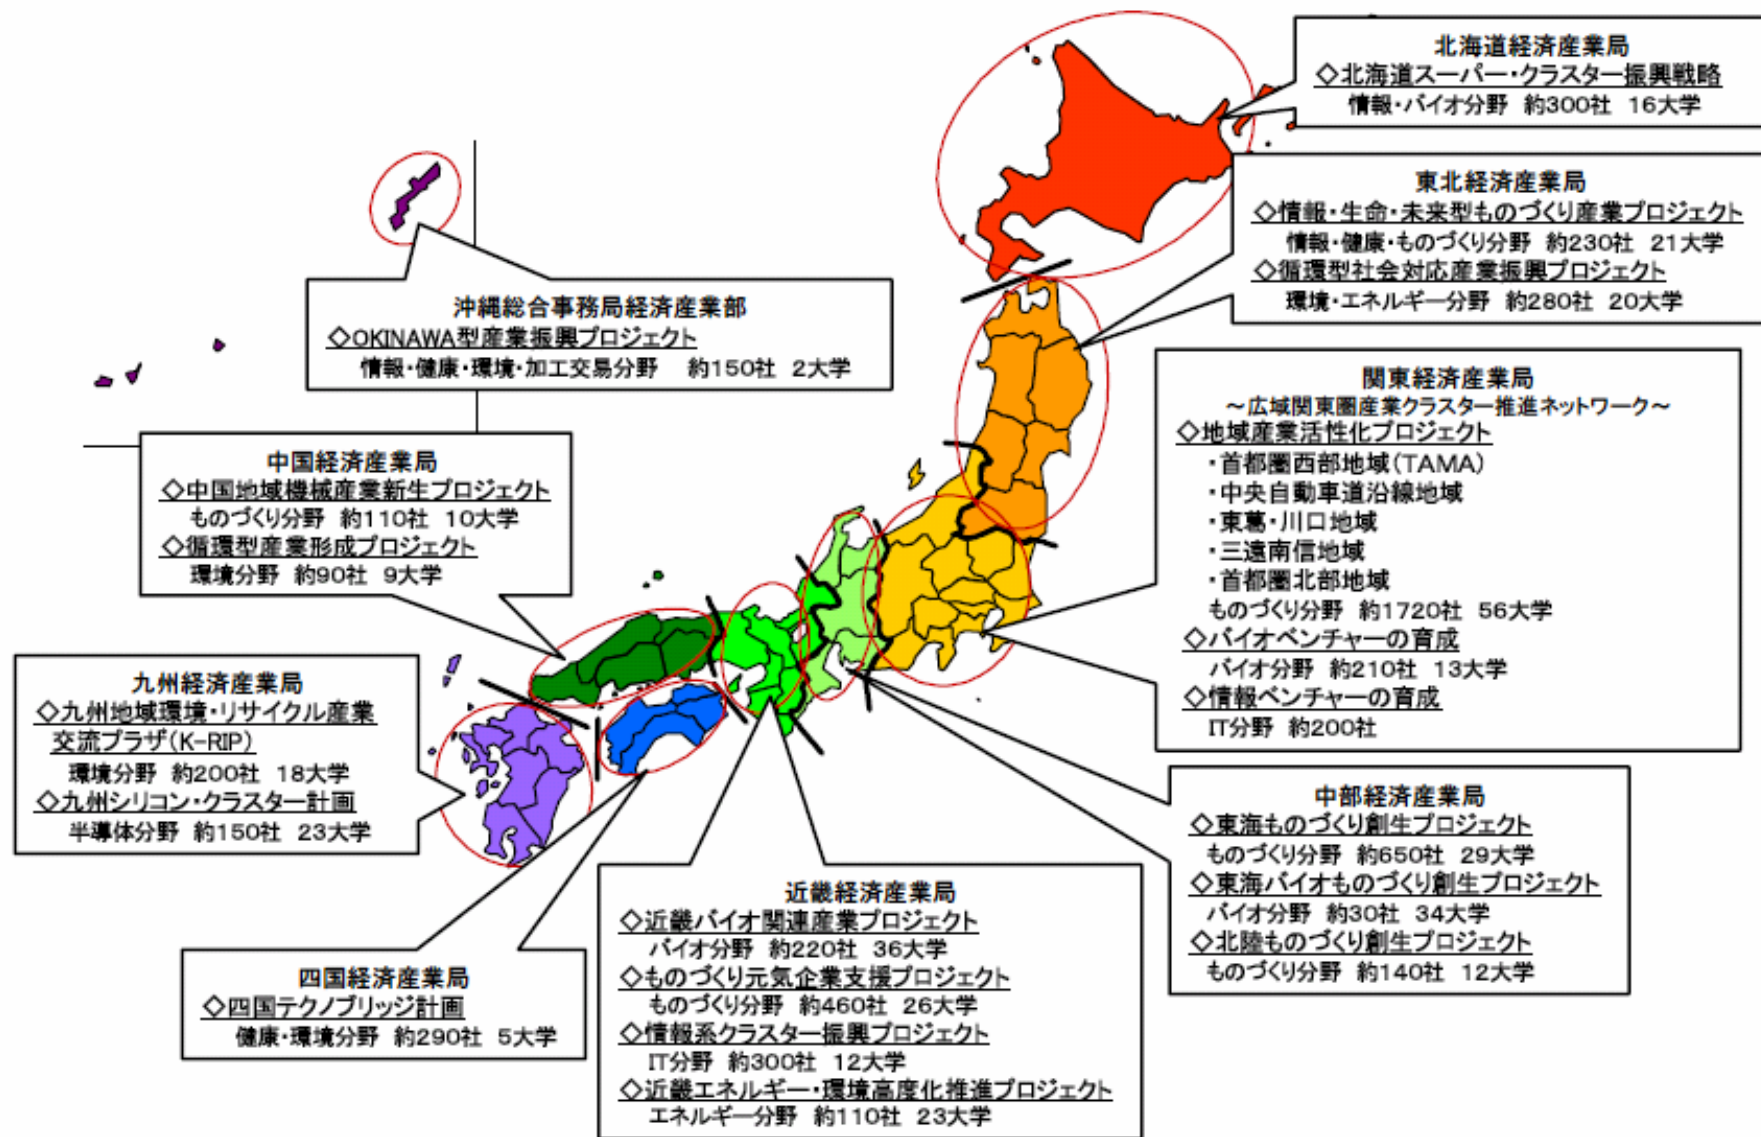 北海道経済産業局
◇北海道スーパー・クラスター振興戦略
情報・バイオ分野 約300社 16大学
東北経済産業局
◇情報・生命・未来型ものづくり産業プロジェクト
情報・健康・ものづくり分野 約230社 21大学
◇循環型社会対応産業振興プロジェクト
環境・エネルギー分野 約280社 20大学
沖縄総合事務局経済産業部
◇OKINAWA型産業振興プロジェクト
情報・健康・環境・加工交易分野 約150社 2大学
関東経済産業局
～広域関東圏産業クラスター推進ネットワーク～
◇地域産業活性化プロジェクト
・首都圏西部地域(TAMA)
・中央自動車道沿線地域
・東葛・川口地域
・三遠南信地域
・首都圏北部地域
ものづくり分野 約1720社 56大学
◇バイオベンチャーの育成
バイオ分野 約210社 13大学
◇情報ベンチャーの育成
IT分野 約200社
中国経済産業局
◇中国地域機械産業新生プロジェクト
ものづくり分野 約110社 10大学
◇循環型産業形成プロジェクト
環境分野 約90社 9大学
九州経済産業局
◇九州地域環境・リサイクル産業
交流プラザ(K-RIP)
環境分野 約200社 18大学
◇九州シリコン・クラスター計画
半導体分野 約150社 23大学
中部経済産業局
◇東海ものづくり創生プロジェクト
ものづくり分野 約650社 29大学
◇東海バイオものづくり創生プロジェクト
バイオ分野 約30社 34大学
◇北陸ものづくり創生プロジェクト
ものづくり分野 約140社 12大学
近畿経済産業局
◇近畿バイオ関連産業プロジェクト
バイオ分野 約220社 36大学
◇ものづくり元気企業支援プロジェクト
ものづくり分野 約460社 26大学
◇情報系クラスター振興プロジェクト
IT分野 約300社 12大学
◇近畿エネルギー・環境高度化推進プロジェクト
エネルギー分野 約110社 23大学
四国経済産業局
◇四国テクノブリッジ計画
健康・環境分野 約290社 5大学